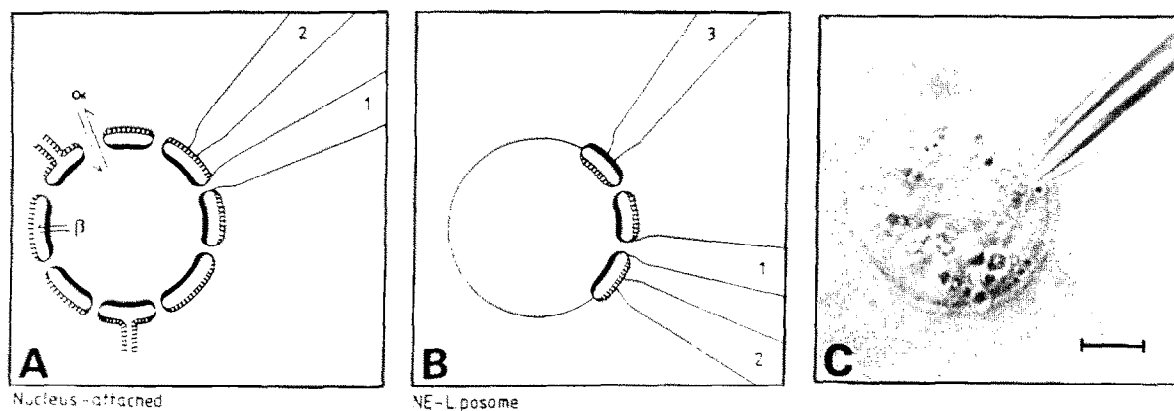 2
1
α
β
A
Nucleus-attached
3
1
2
B
NE-Liposome
C